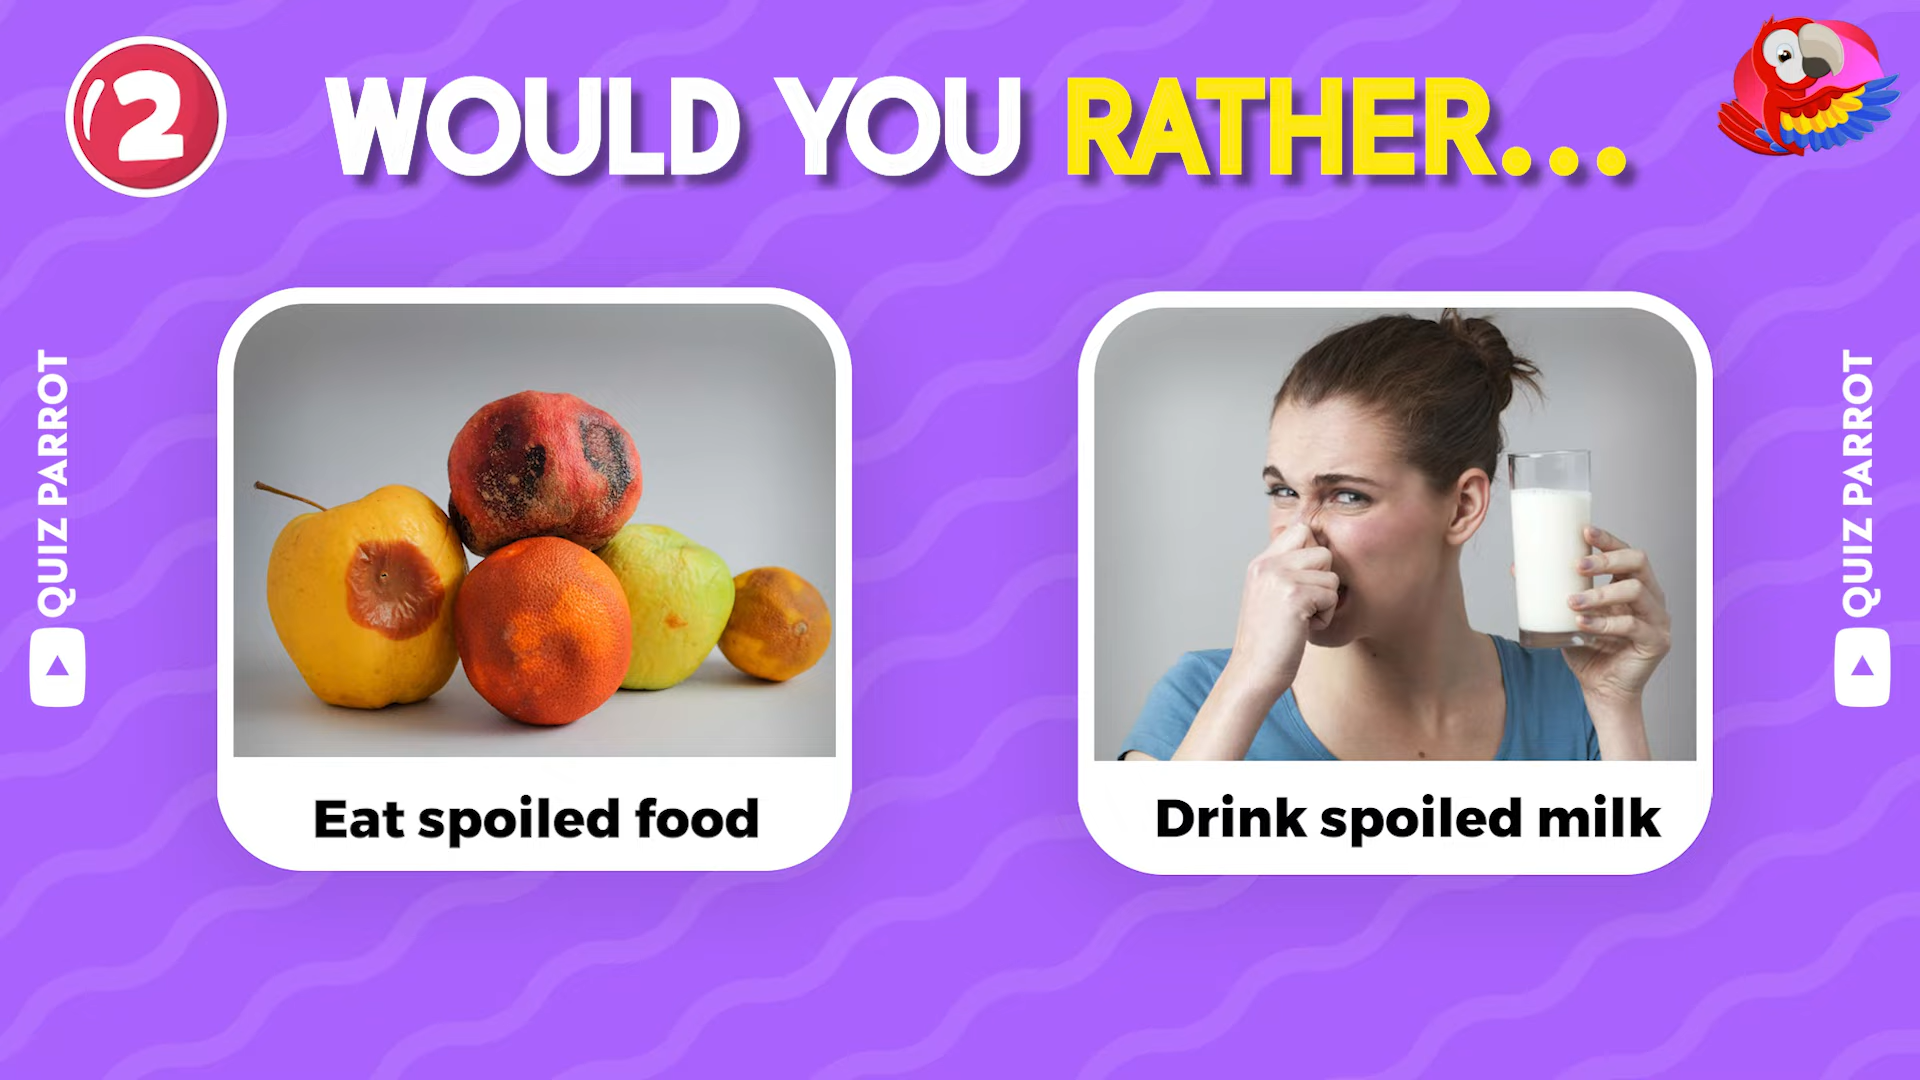 2
WOULD YOU RATHER...
QUIZ PARROT
QUIZ PARROT
Eat spoiled food
Drink spoiled milk